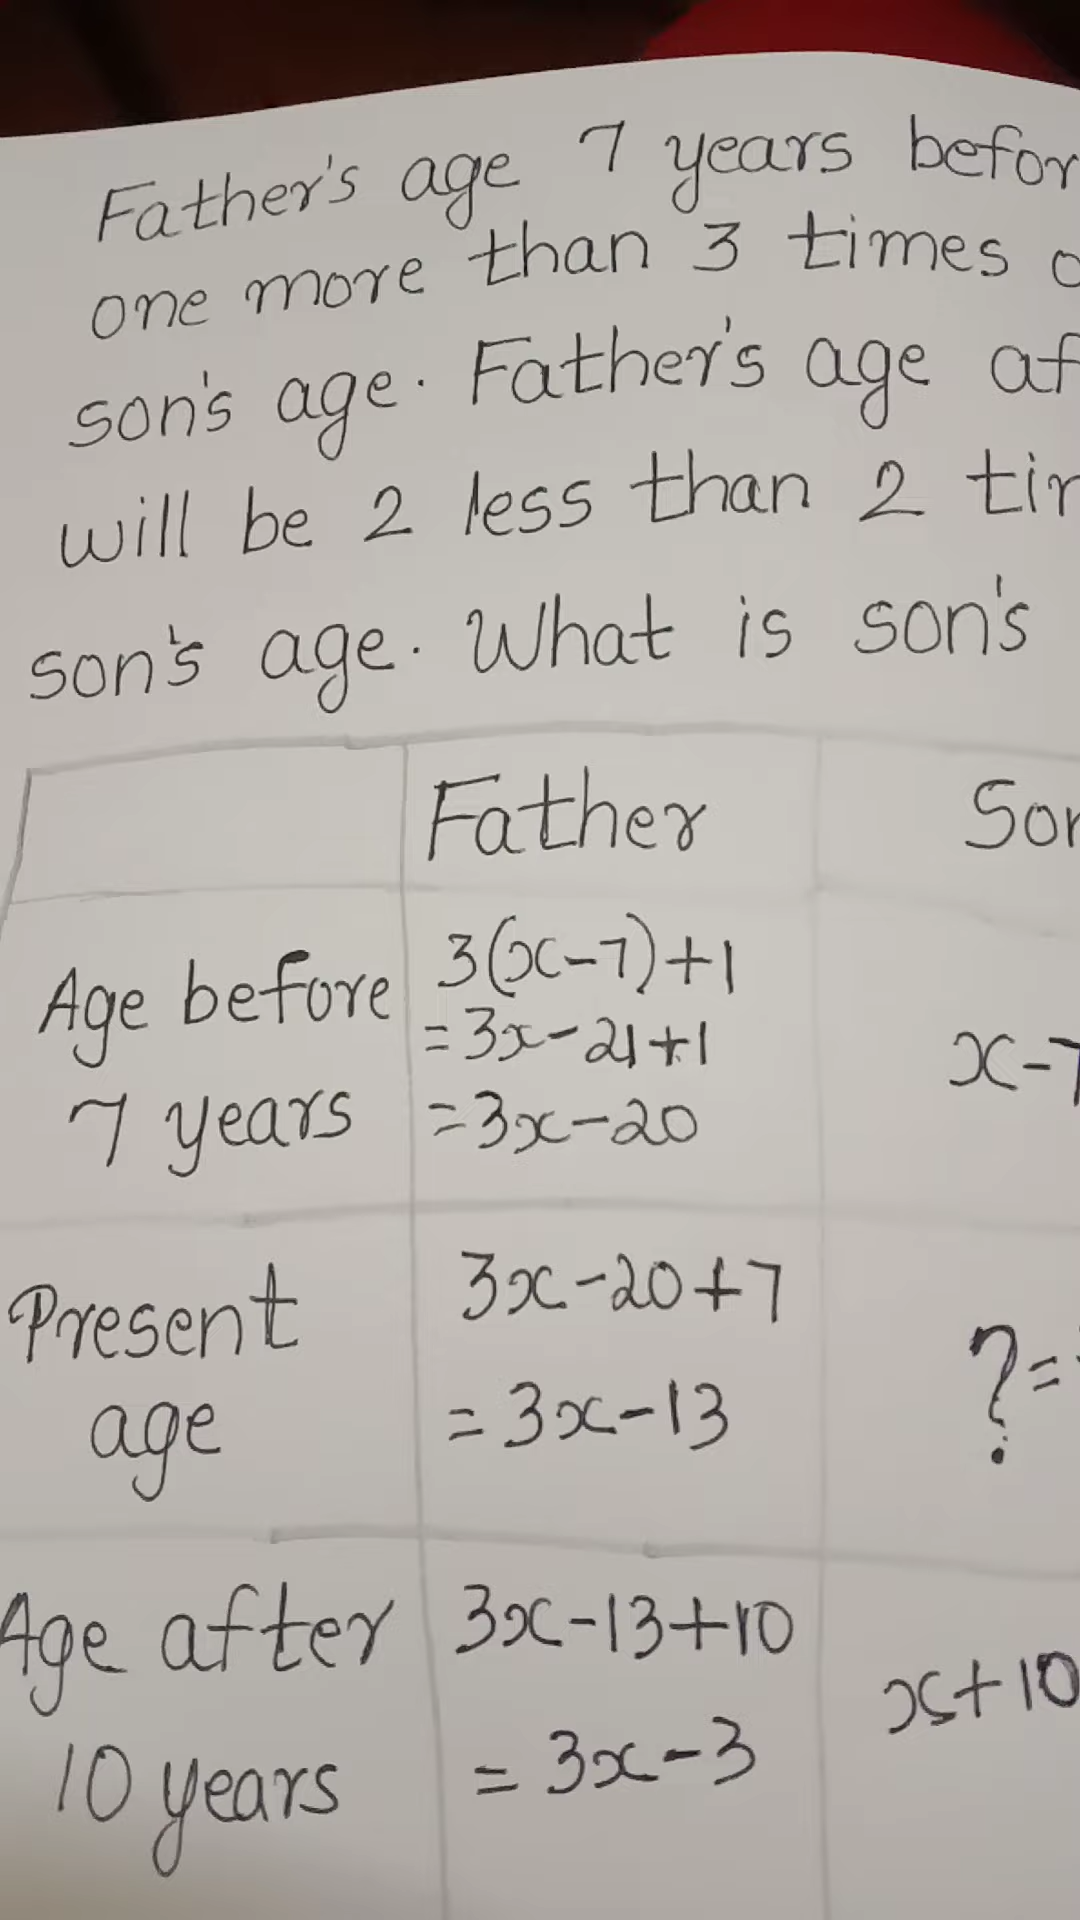 Father's age 7 years befor
one more than 3 times
son's age. Father's age af
will be 2 less than 2
son's age. What is son's
Father Son
Age before 3(x-7)+1
= 3x-21+1 x-7
7 years = 3x-20
Present 3x-20+7
age = 3x-13 ? =
Age after 3x-13+10
x+10
10 years = 3x-3